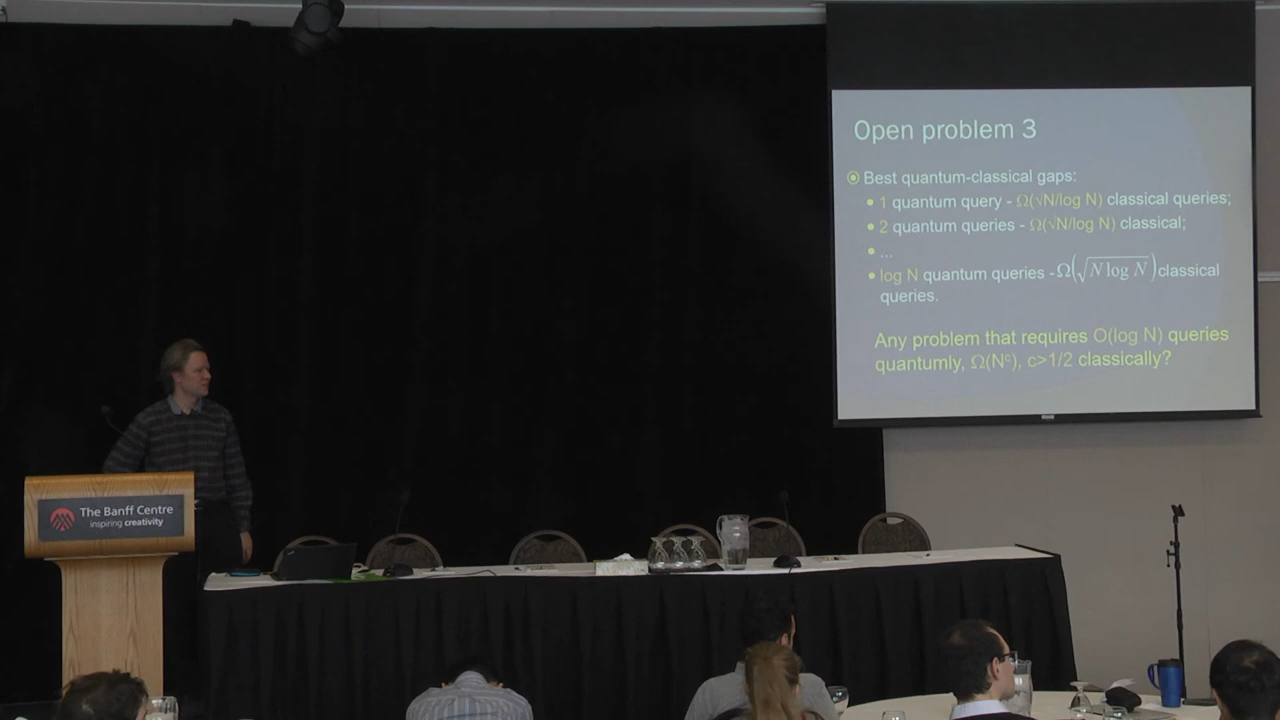 Open problem 3
Best quantum-classical gaps:
1 quantum query - Ω(√N/log N) classical queries;
2 quantum queries - Ω(√N/log N) classical;
...
log N quantum queries - Ω(√(N log N)) classical
queries.
Any problem that requires O(log N) queries
quantumly, Ω(Nᶜ), c>1/2 classically?
The Banff Centre
inspiring creativity